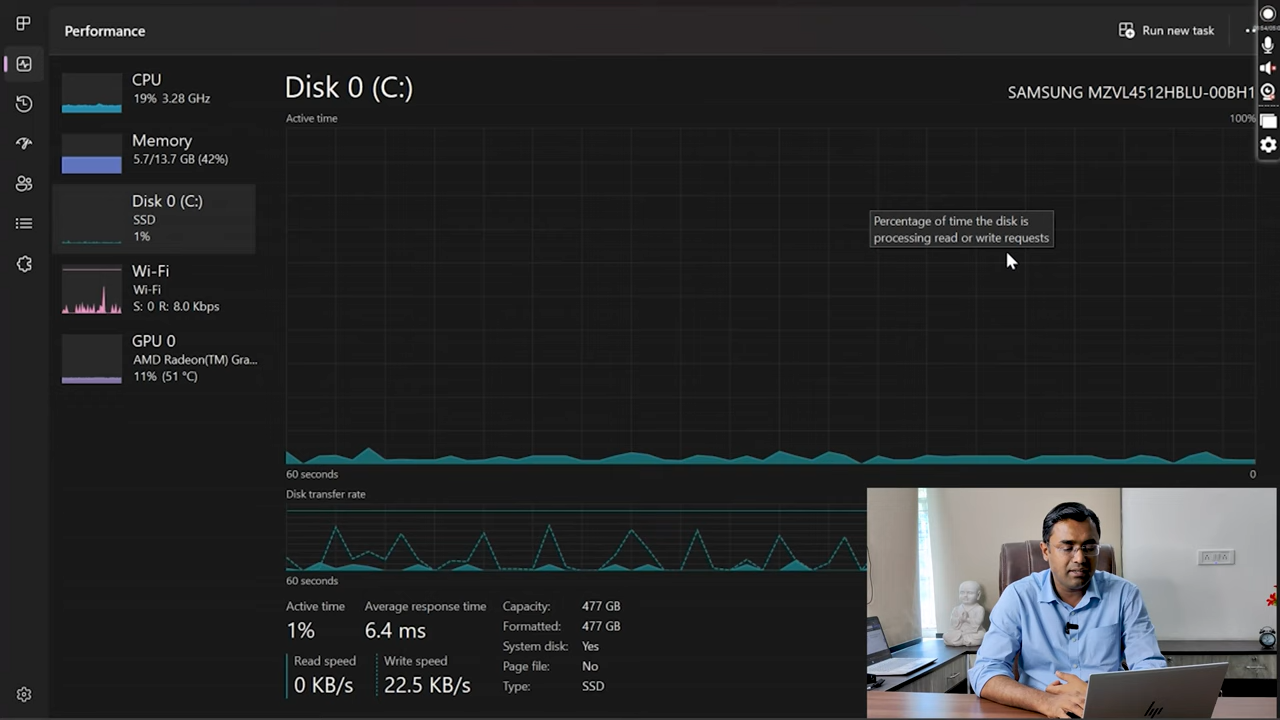 Performance
Run new task
CPU
19% 3.28 GHz
Memory
5.7/13.7 GB (42%)
Disk 0 (C:)
SSD
1%
Wi-Fi
Wi-Fi
S: 0 R: 8.0 Kbps
GPU 0
AMD Radeon(TM) Gra...
11% (51 °C)
Disk 0 (C:)
SAMSUNG MZVL4512HBLU-00BH1
Active time
100%
Percentage of time the disk is
processing read or write requests
60 seconds
0
Disk transfer rate
60 seconds
Active time
1%
Average response time
6.4 ms
Read speed
0 KB/s
Write speed
22.5 KB/s
Capacity:
477 GB
Formatted:
477 GB
System disk:
Yes
Page file:
No
Type:
SSD
hp